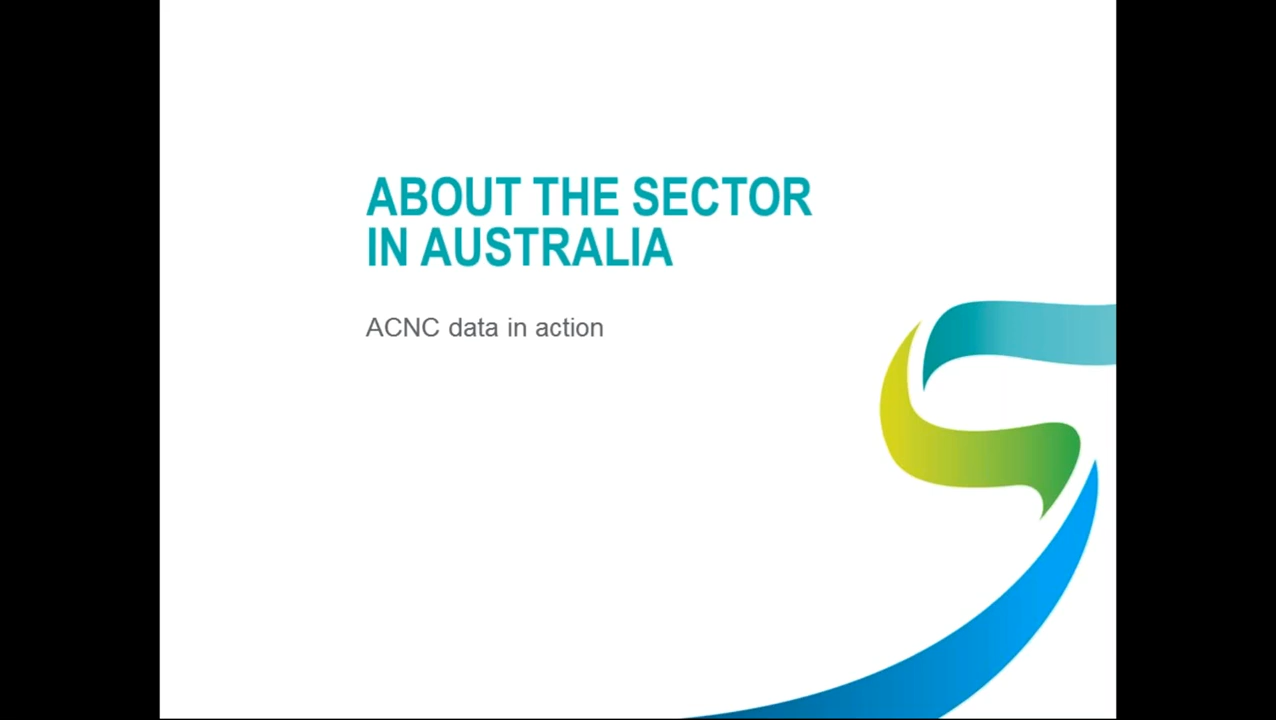 ABOUT THE SECTOR
IN AUSTRALIA
ACNC data in action